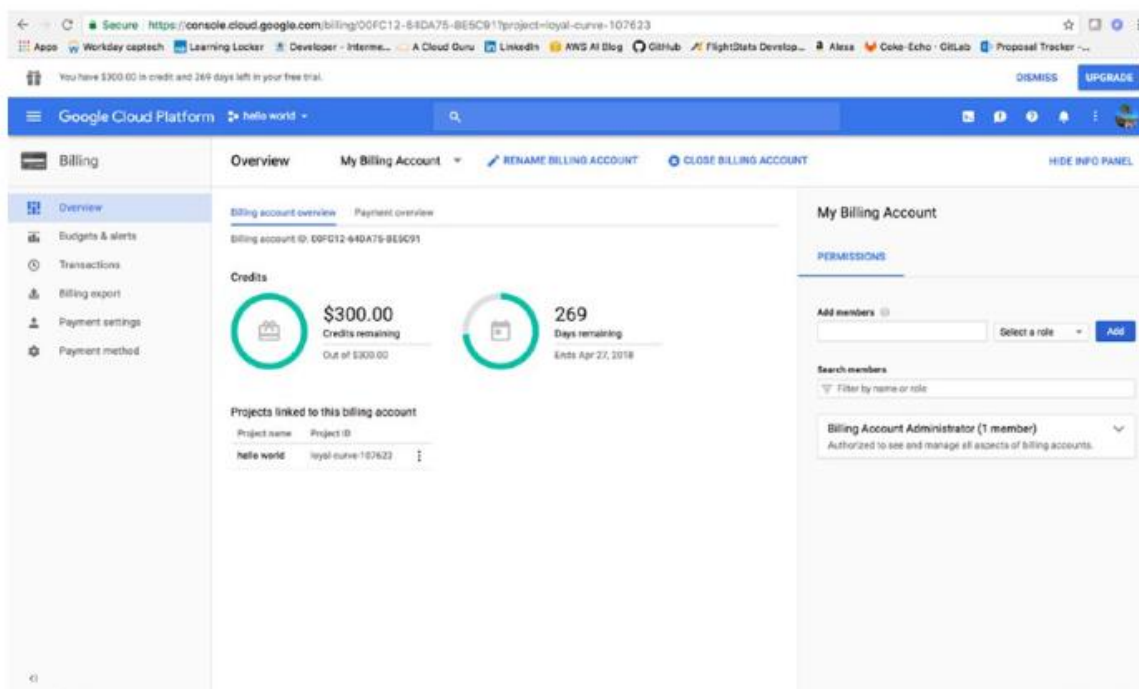 Secure https://console.cloud.google.com/billing/00FC12-64DA75-BE5C91?project=loyal-curve-107623
Apps Workday captech Learning Locker Developer - Interme... A Cloud Guru LinkedIn AWS AI Blog GitHub FlightStats Develop... Alexa Coke-Echo · GitLab Proposal Tracker -...
You have $300.00 in credit and 269 days left in your free trial. DISMISS UPGRADE
Google Cloud Platform hello world
Billing Overview My Billing Account RENAME BILLING ACCOUNT CLOSE BILLING ACCOUNT HIDE INFO PANEL
Overview
Budgets & alerts
Transactions
Billing export
Payment settings
Payment method
Billing account overview Payment overview
Billing account ID:
Credits
$300.00
Credits remaining
Out of $300.00
269
Days remaining
Ends Apr 27, 2018
Projects linked to this billing account
Project name Project ID
hello world loyal-curve-107623
My Billing Account
PERMISSIONS
Add members
Select a role Add
Search members
Filter by name or role
Billing Account Administrator (1 member)
Authorized to see and manage all aspects of billing accounts.